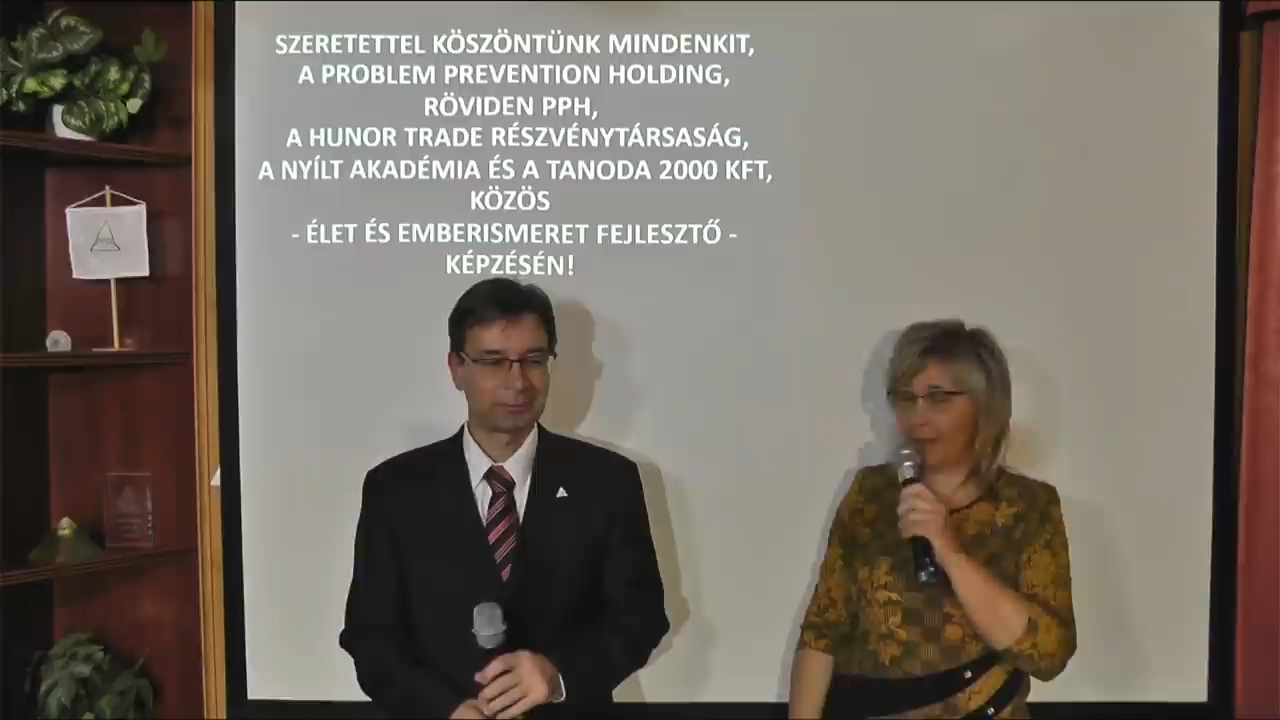 SZERETETTEL KÖSZÖNTÜNK MINDENKIT,
A PROBLEM PREVENTION HOLDING,
RÖVIDEN PPH,
A HUNOR TRADE RÉSZVÉNYTÁRSASÁG,
A NYÍLT AKADÉMIA ÉS A TANODA 2000 KFT,
KÖZÖS
- ÉLET ÉS EMBERISMERET FEJLESZTŐ -
KÉPZÉSÉN!